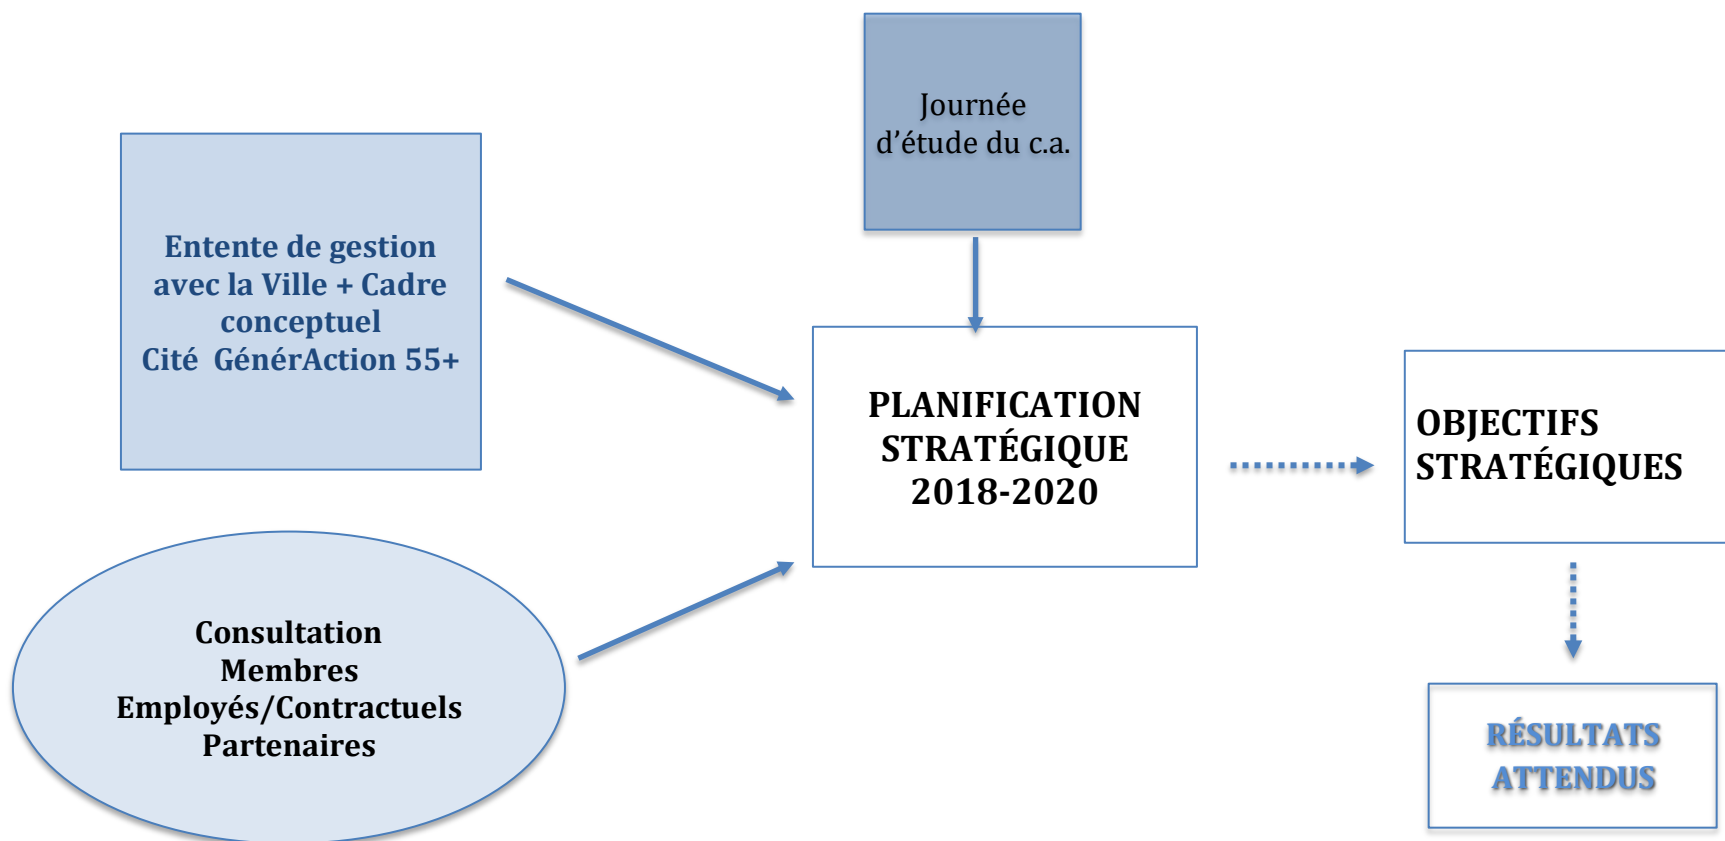 Journée
d’étude du c.a.
Entente de gestion
avec la Ville + Cadre
conceptuel
Cité  GénérAction 55+
PLANIFICATION
STRATÉGIQUE
2018-2020
OBJECTIFS
STRATÉGIQUES
Consultation
Membres
Employés/Contractuels
Partenaires
RÉSULTATS
ATTENDUS